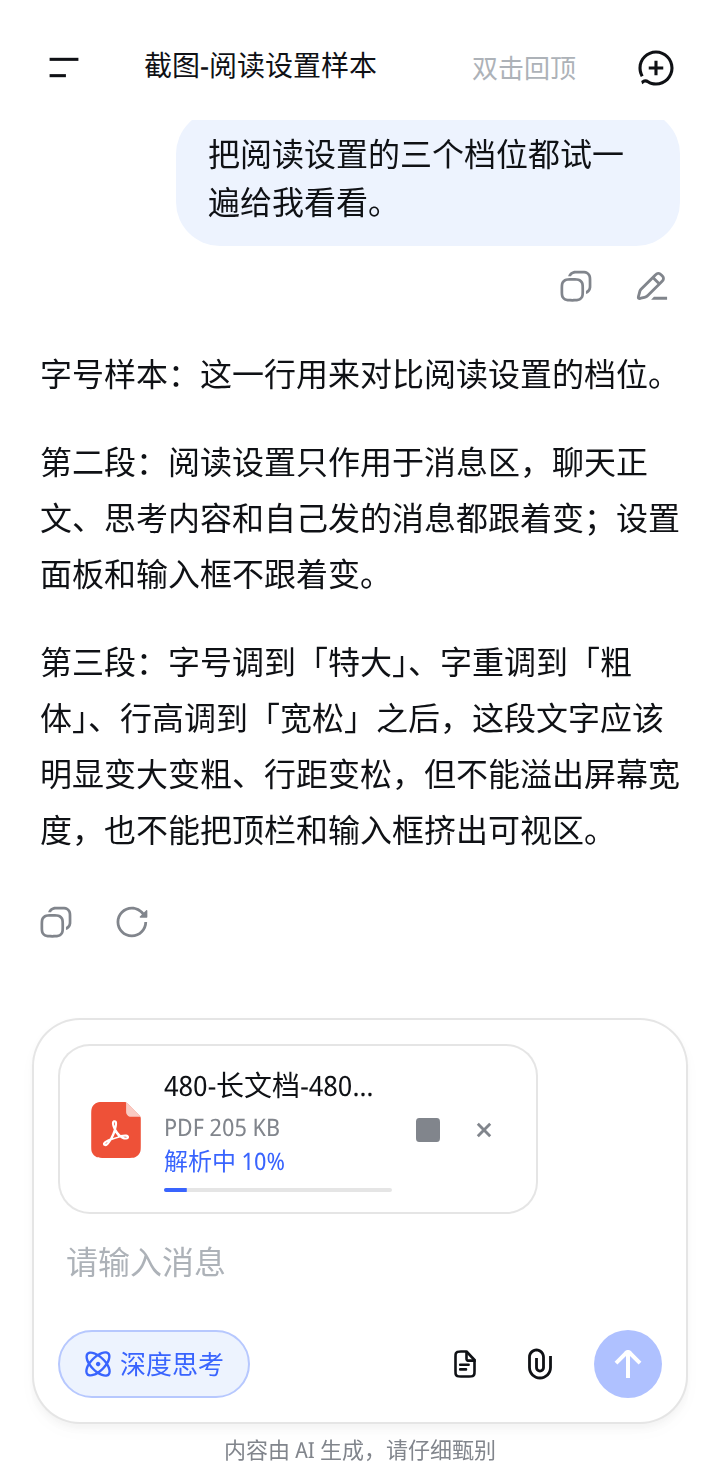 截图-阅读设置样本
双击回顶
把阅读设置的三个档位都试一
遍给我看看。
字号样本：这一行用来对比阅读设置的档位。
第二段：阅读设置只作用于消息区，聊天正
文、思考内容和自己发的消息都跟着变；设置
面板和输入框不跟着变。
第三段：字号调到「特大」、字重调到「粗
体」、行高调到「宽松」之后，这段文字应该
明显变大变粗、行距变松，但不能溢出屏幕宽
度，也不能把顶栏和输入框挤出可视区。
480-长文档-480...
PDF 205 KB
解析中 10%
请输入消息
深度思考
内容由 AI 生成，请仔细甄别